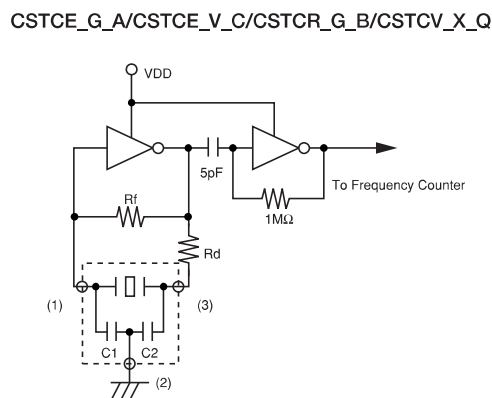 CSTCE_G_A/CSTCE_V_C/CSTCR_G_B/CSTCV_X_Q
VDD
5pF
To Frequency Counter
Rf
1MΩ
Rd
(1)
(3)
C1
C2
(2)